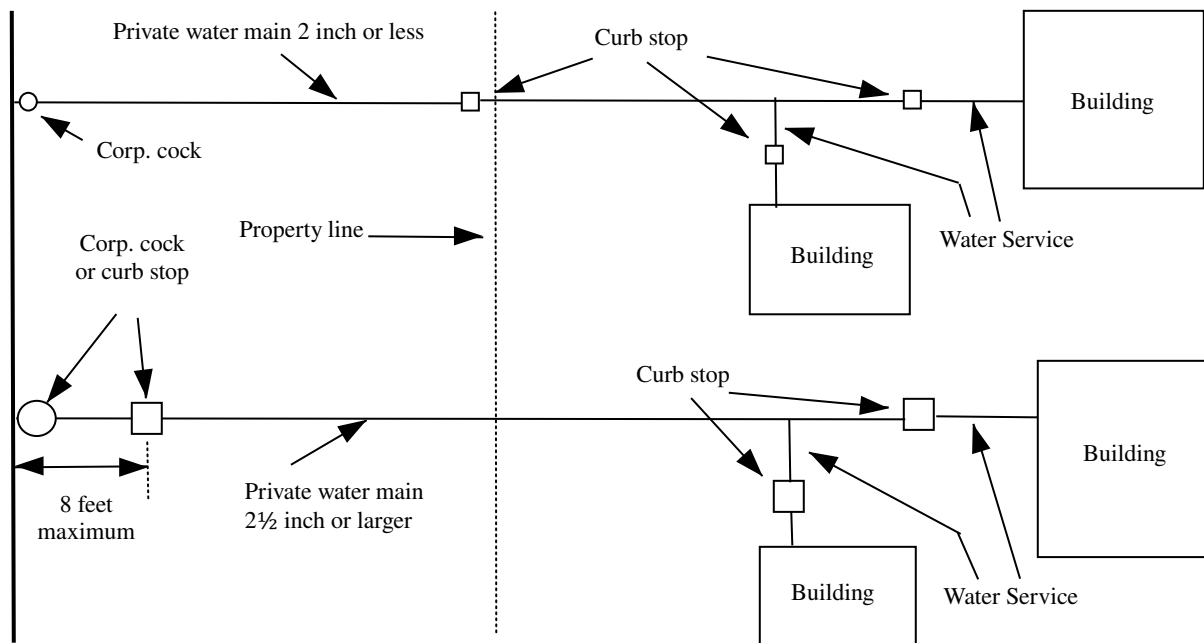 Private water main 2 inch or less
Curb stop
Building
Corp. cock
Property line
Water Service
Corp. cock
or curb stop
Building
Curb stop
Building
8 feet
maximum
Private water main
2½ inch or larger
Building
Water Service